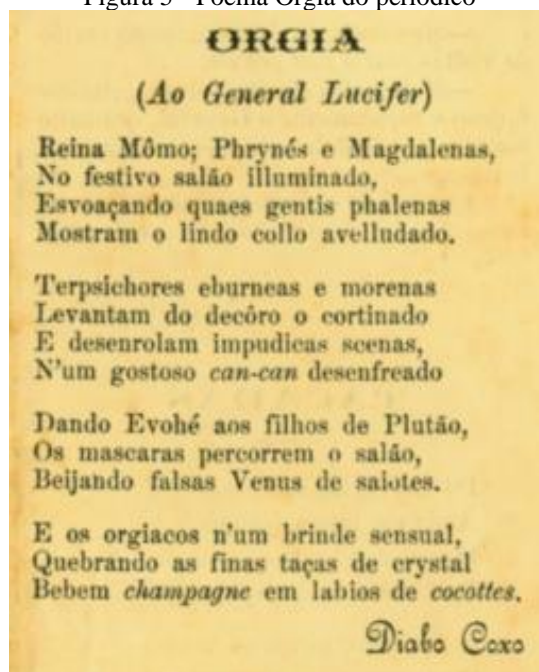 Figura 3 - Poema Orgia do periódico
ORGIA
(Ao General Lucifer)
Reina Mômo; Phrynés e Magdalenas,
No festivo salão illuminado,
Esvoaçando quaes gentis phalenas
Mostram o lindo collo avelludado.
Terpsichores eburneas e morenas
Levantam do decôro o cortinado
E desenrolam impudicas scenas,
N'um gostoso can-can desenfreado
Dando Evohé aos filhos de Plutão,
Os mascaras percorrem o salão,
Beijando falsas Venus de saiotes.
E os orgiacos n'um brinde sensual,
Quebrando as finas taças de crystal
Bebem champagne em labios de cocottes.
Diabo Coxo